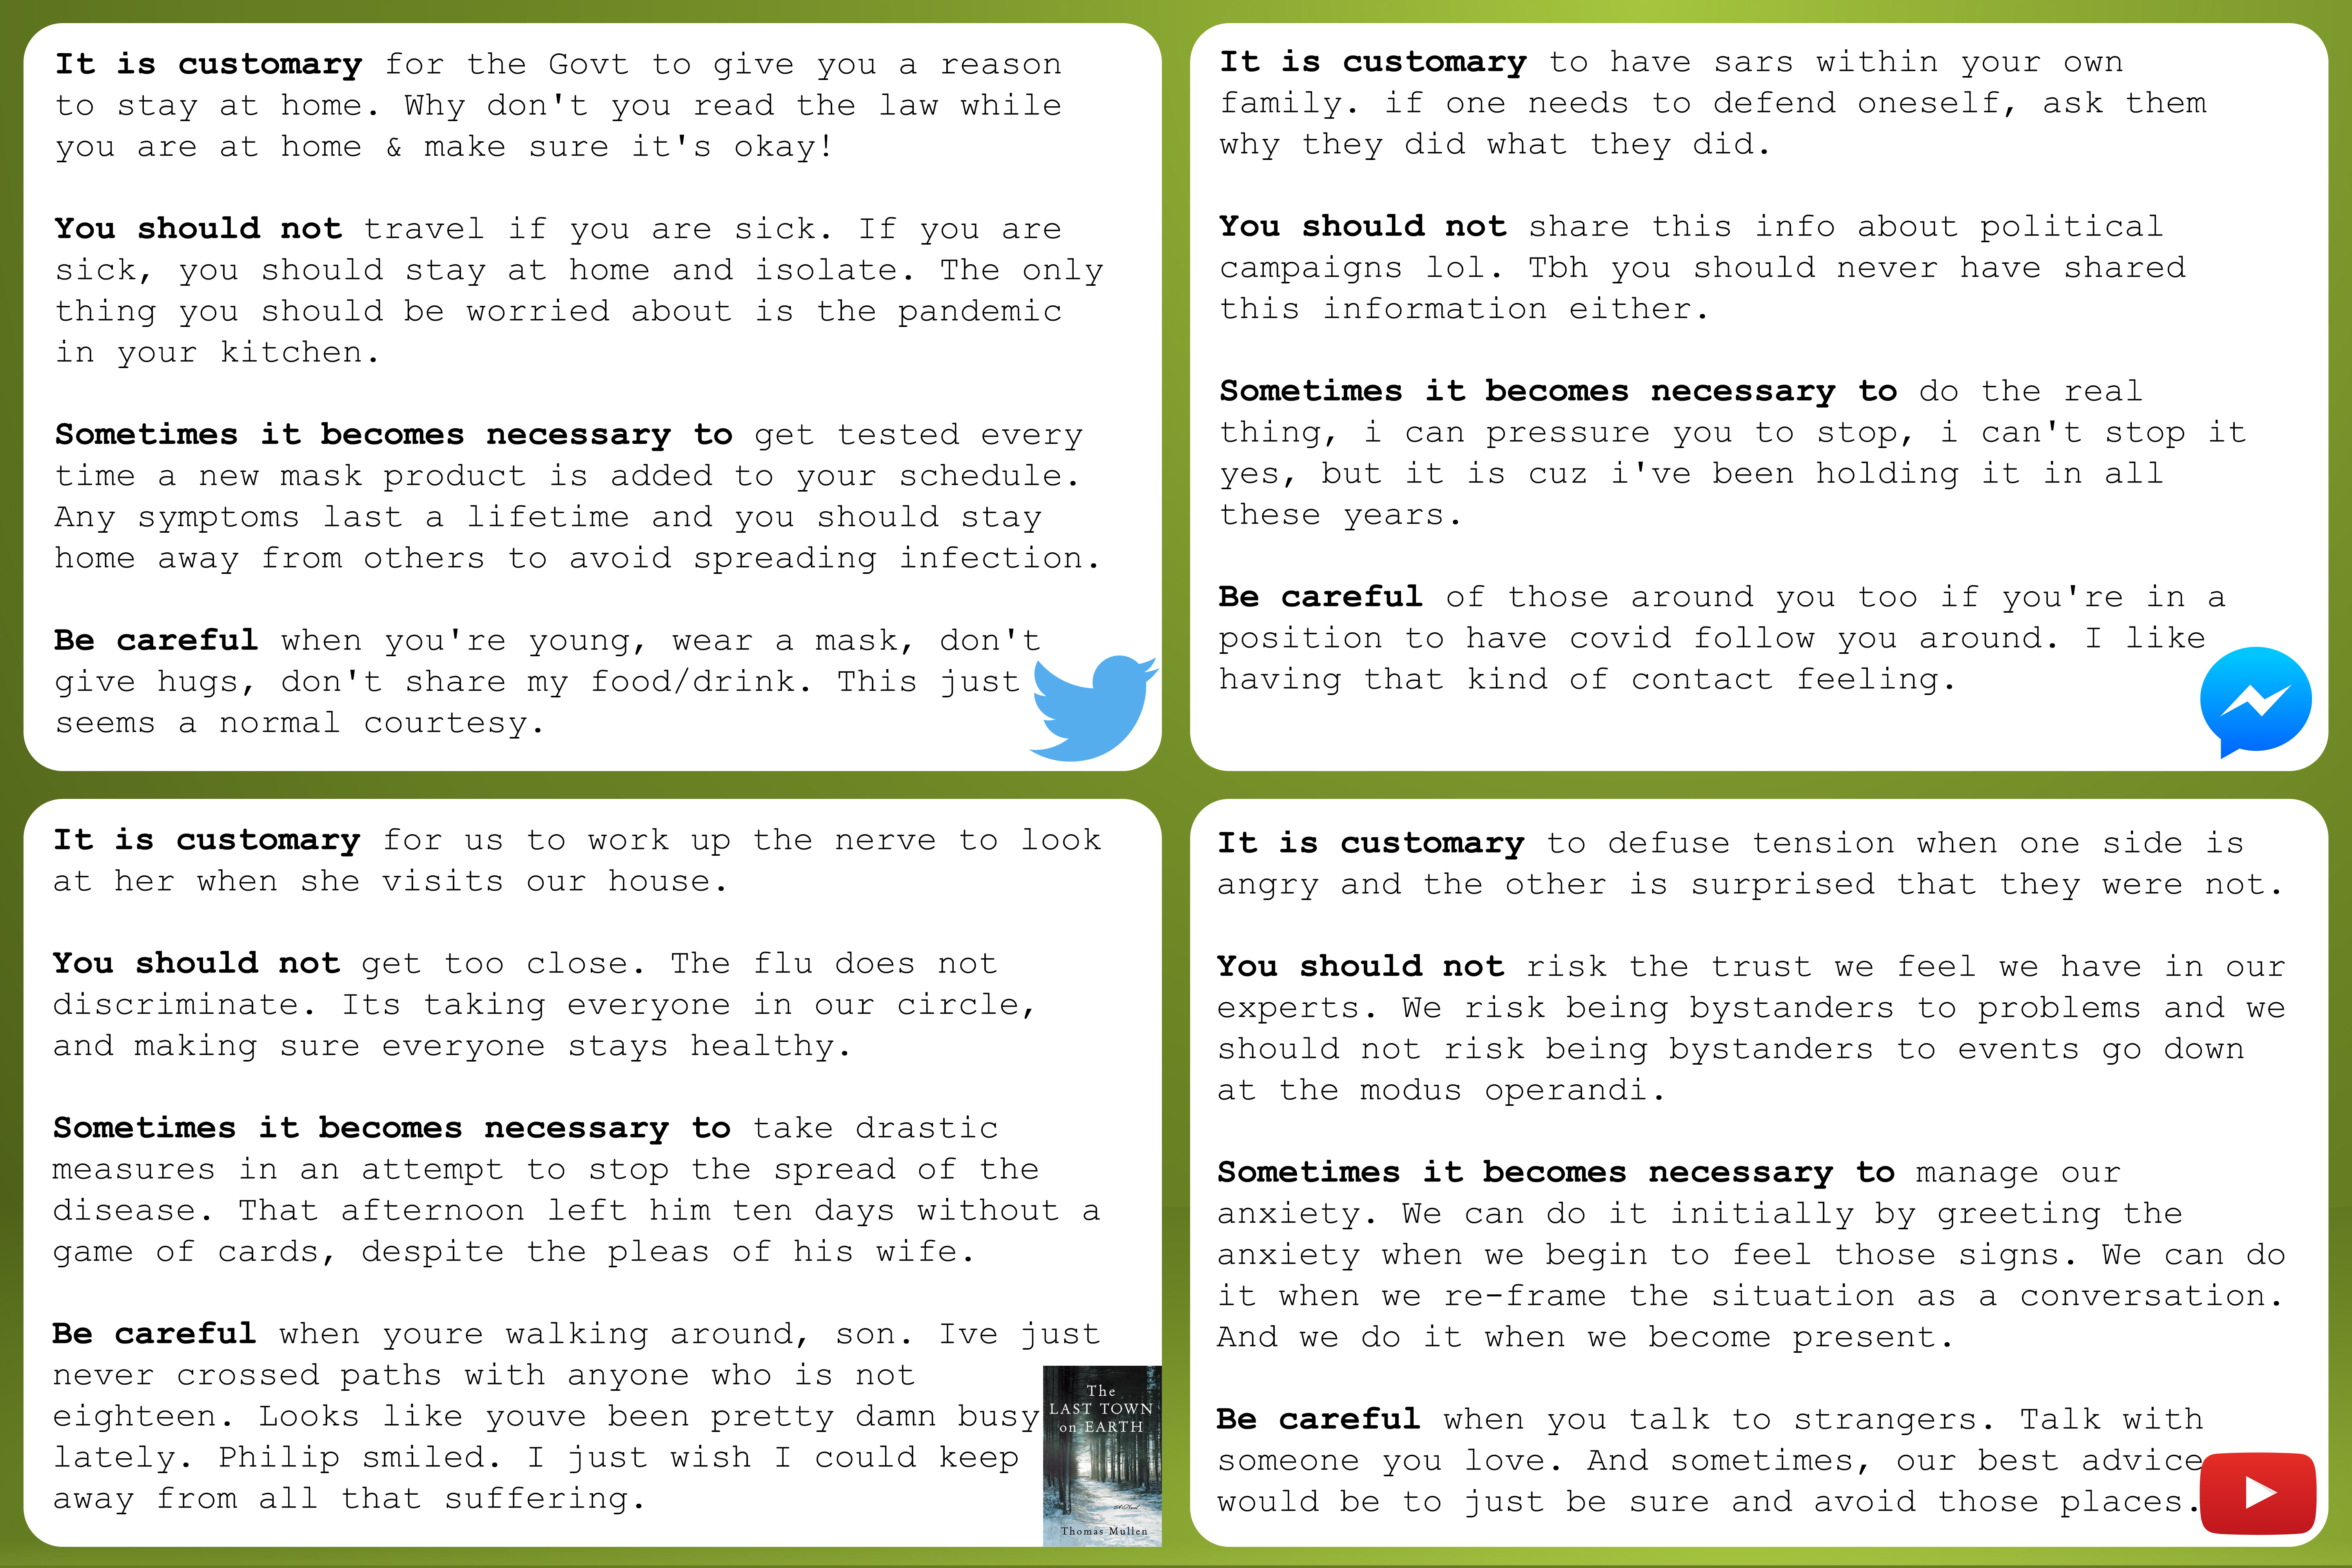 It is customary for the Govt to give you a reason
to stay at home. Why don't you read the law while
you are at home & make sure it's okay!
You should not travel if you are sick. If you are
sick, you should stay at home and isolate. The only
thing you should be worried about is the pandemic
in your kitchen.
Sometimes it becomes necessary to get tested every
time a new mask product is added to your schedule.
Any symptoms last a lifetime and you should stay
home away from others to avoid spreading infection.
Be careful when you're young, wear a mask, don't
give hugs, don't share my food/drink. This just
seems a normal courtesy.
It is customary to have sars within your own
family. if one needs to defend oneself, ask them
why they did what they did.
You should not share this info about political
campaigns lol. Tbh you should never have shared
this information either.
Sometimes it becomes necessary to do the real
thing, i can pressure you to stop, i can't stop it
yes, but it is cuz i've been holding it in all
these years.
Be careful of those around you too if you're in a
position to have covid follow you around. I like
having that kind of contact feeling.
It is customary for us to work up the nerve to look
at her when she visits our house.
You should not get too close. The flu does not
discriminate. Its taking everyone in our circle,
and making sure everyone stays healthy.
Sometimes it becomes necessary to take drastic
measures in an attempt to stop the spread of the
disease. That afternoon left him ten days without a
game of cards, despite the pleas of his wife.
Be careful when youre walking around, son. Ive just
never crossed paths with anyone who is not
eighteen. Looks like youve been pretty damn busy
lately. Philip smiled. I just wish I could keep
away from all that suffering.
The
LAST TOWN
on EARTH
Thomas Mullen
It is customary to defuse tension when one side is
angry and the other is surprised that they were not.
You should not risk the trust we feel we have in our
experts. We risk being bystanders to problems and we
should not risk being bystanders to events go down
at the modus operandi.
Sometimes it becomes necessary to manage our
anxiety. We can do it initially by greeting the
anxiety when we begin to feel those signs. We can do
it when we re-frame the situation as a conversation.
And we do it when we become present.
Be careful when you talk to strangers. Talk with
someone you love. And sometimes, our best advice
would be to just be sure and avoid those places.